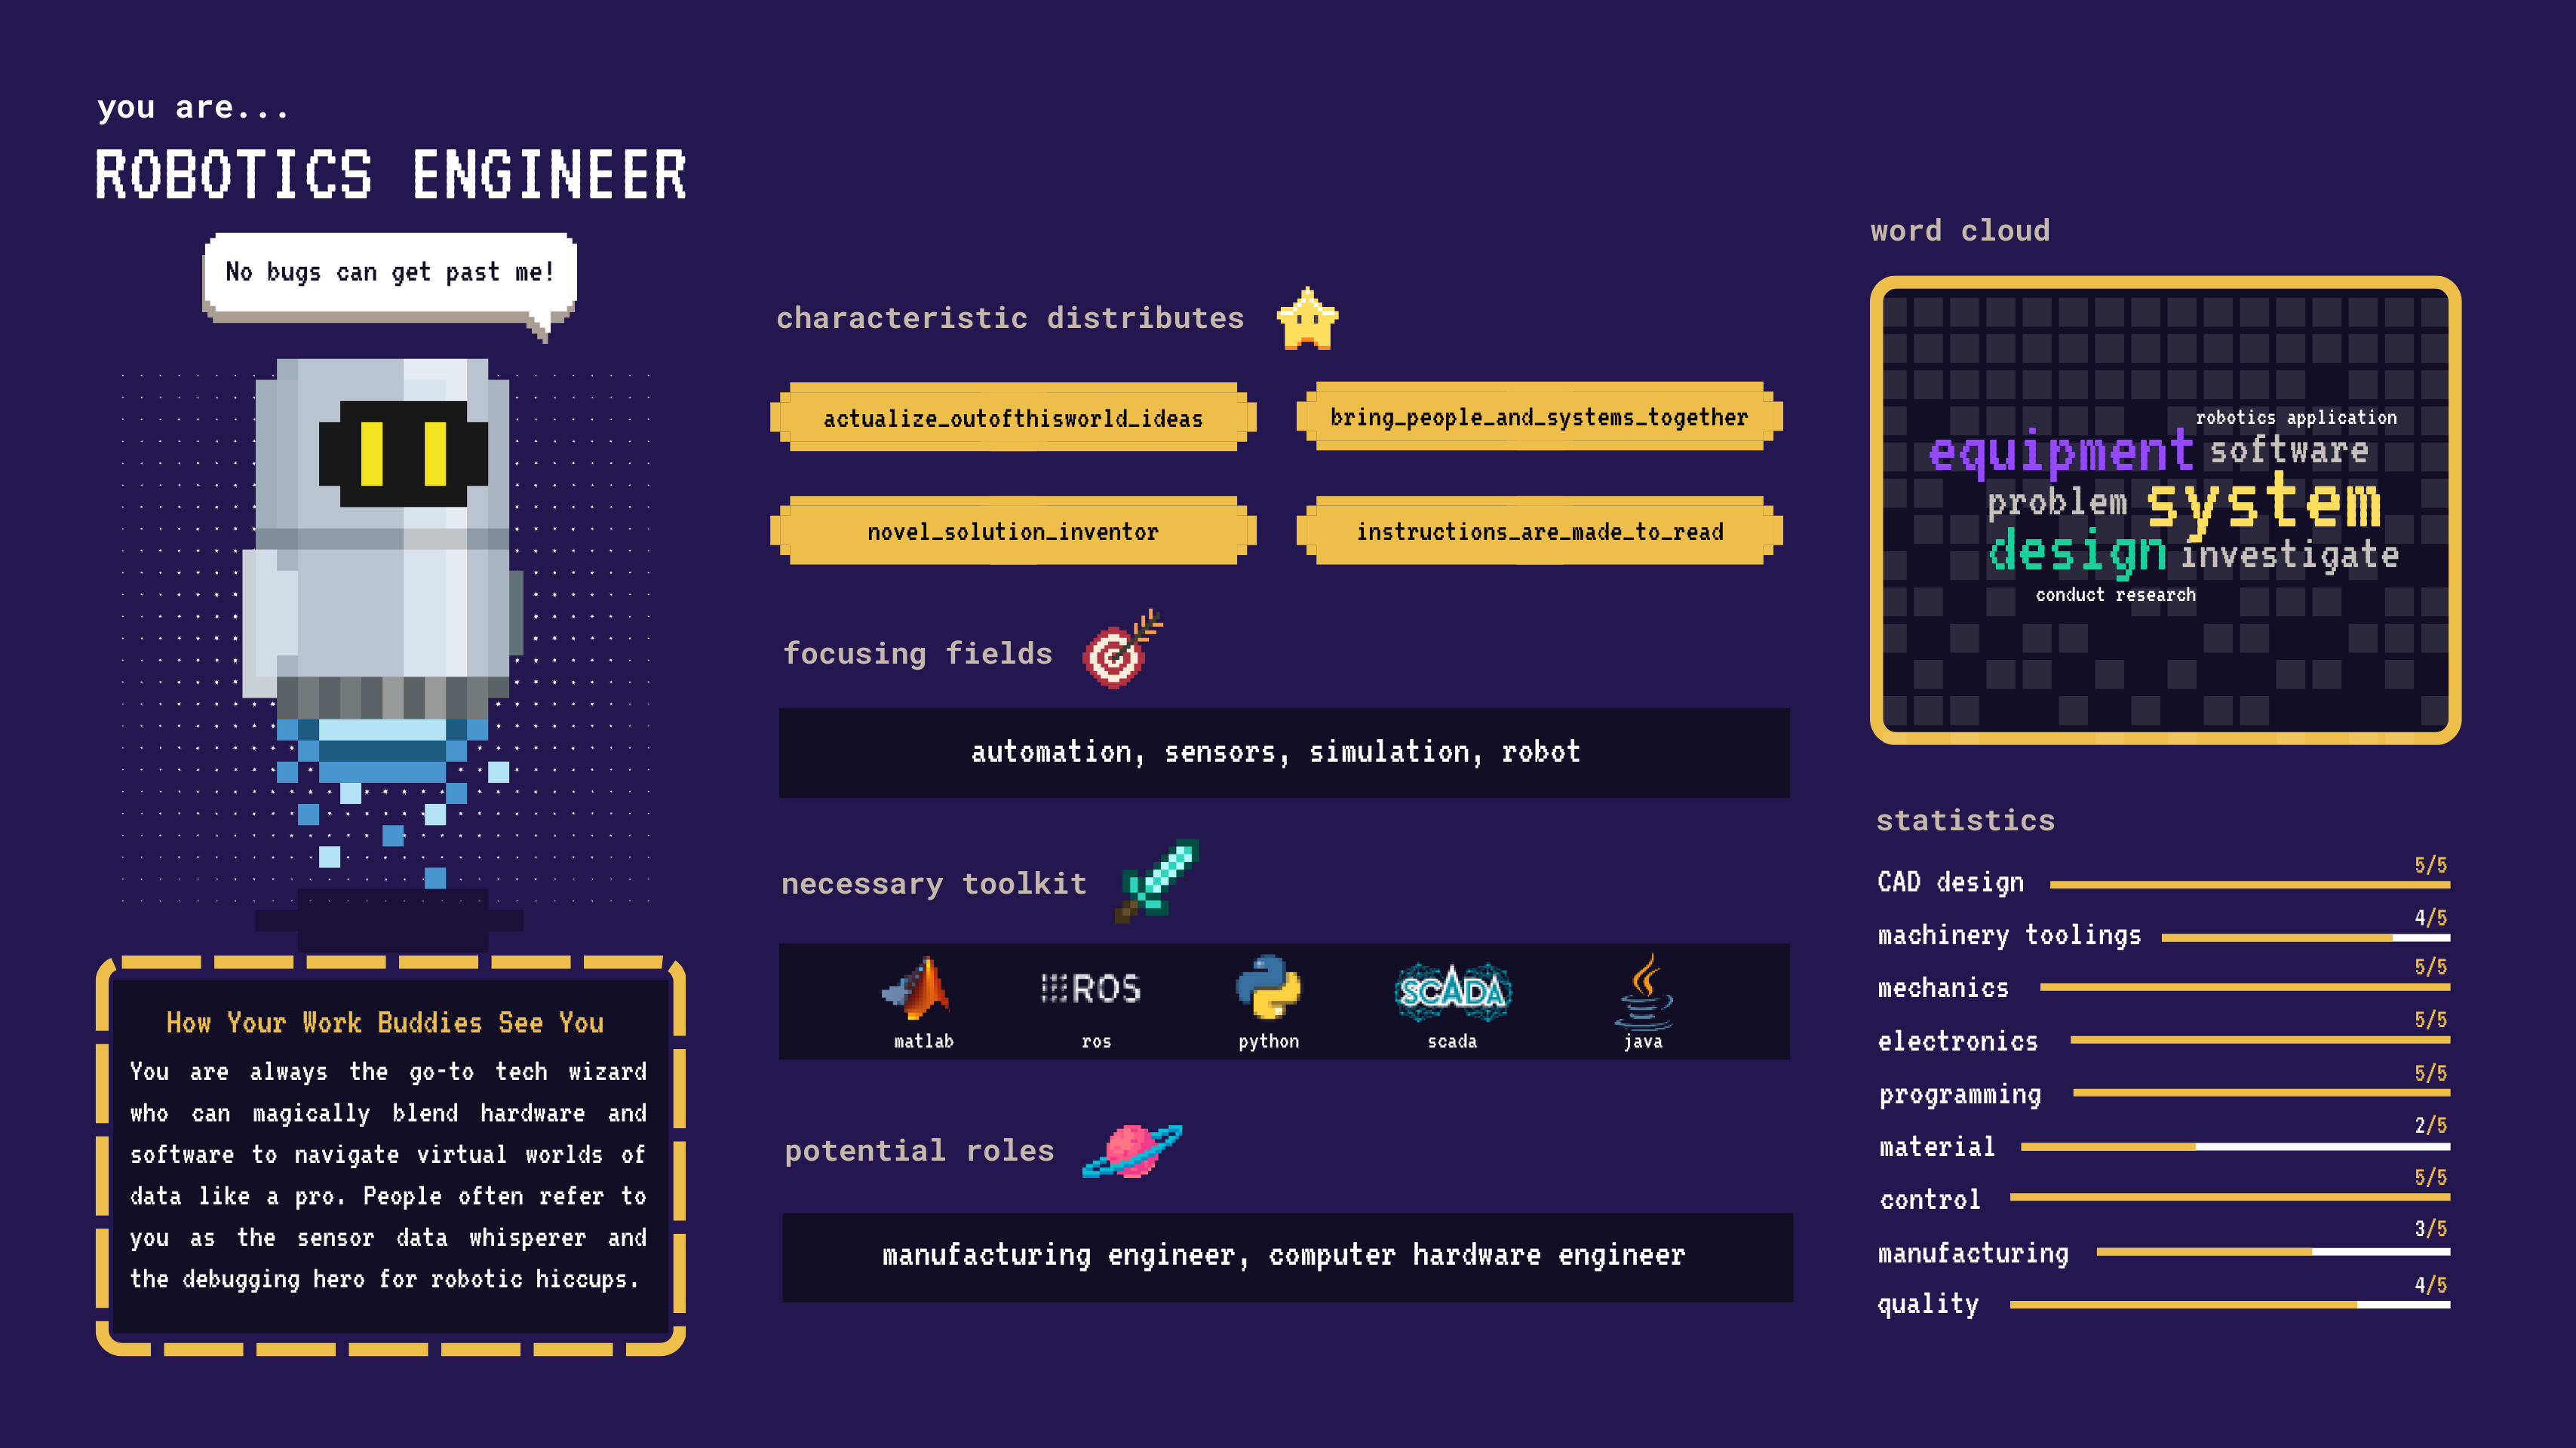 you are...
ROBOTICS ENGINEER
No bugs can get past me!
How Your Work Buddies See You
You are always the go-to tech wizard
who can magically blend hardware and
software to navigate virtual worlds of
data like a pro. People often refer to
you as the sensor data whisperer and
the debugging hero for robotic hiccups.
characteristic distributes
actualize_outofthisworld_ideas
bring_people_and_systems_together
novel_solution_inventor
instructions_are_made_to_read
focusing fields
automation, sensors, simulation, robot
necessary toolkit
ROS
SCADA
matlab
ros
python
scada
java
potential roles
manufacturing engineer, computer hardware engineer
word cloud
robotics application
equipment software
problem system
design investigate
conduct research
statistics
CAD design 5/5
machinery toolings 4/5
mechanics 5/5
electronics 5/5
programming 5/5
material 2/5
control 5/5
manufacturing 3/5
quality 4/5